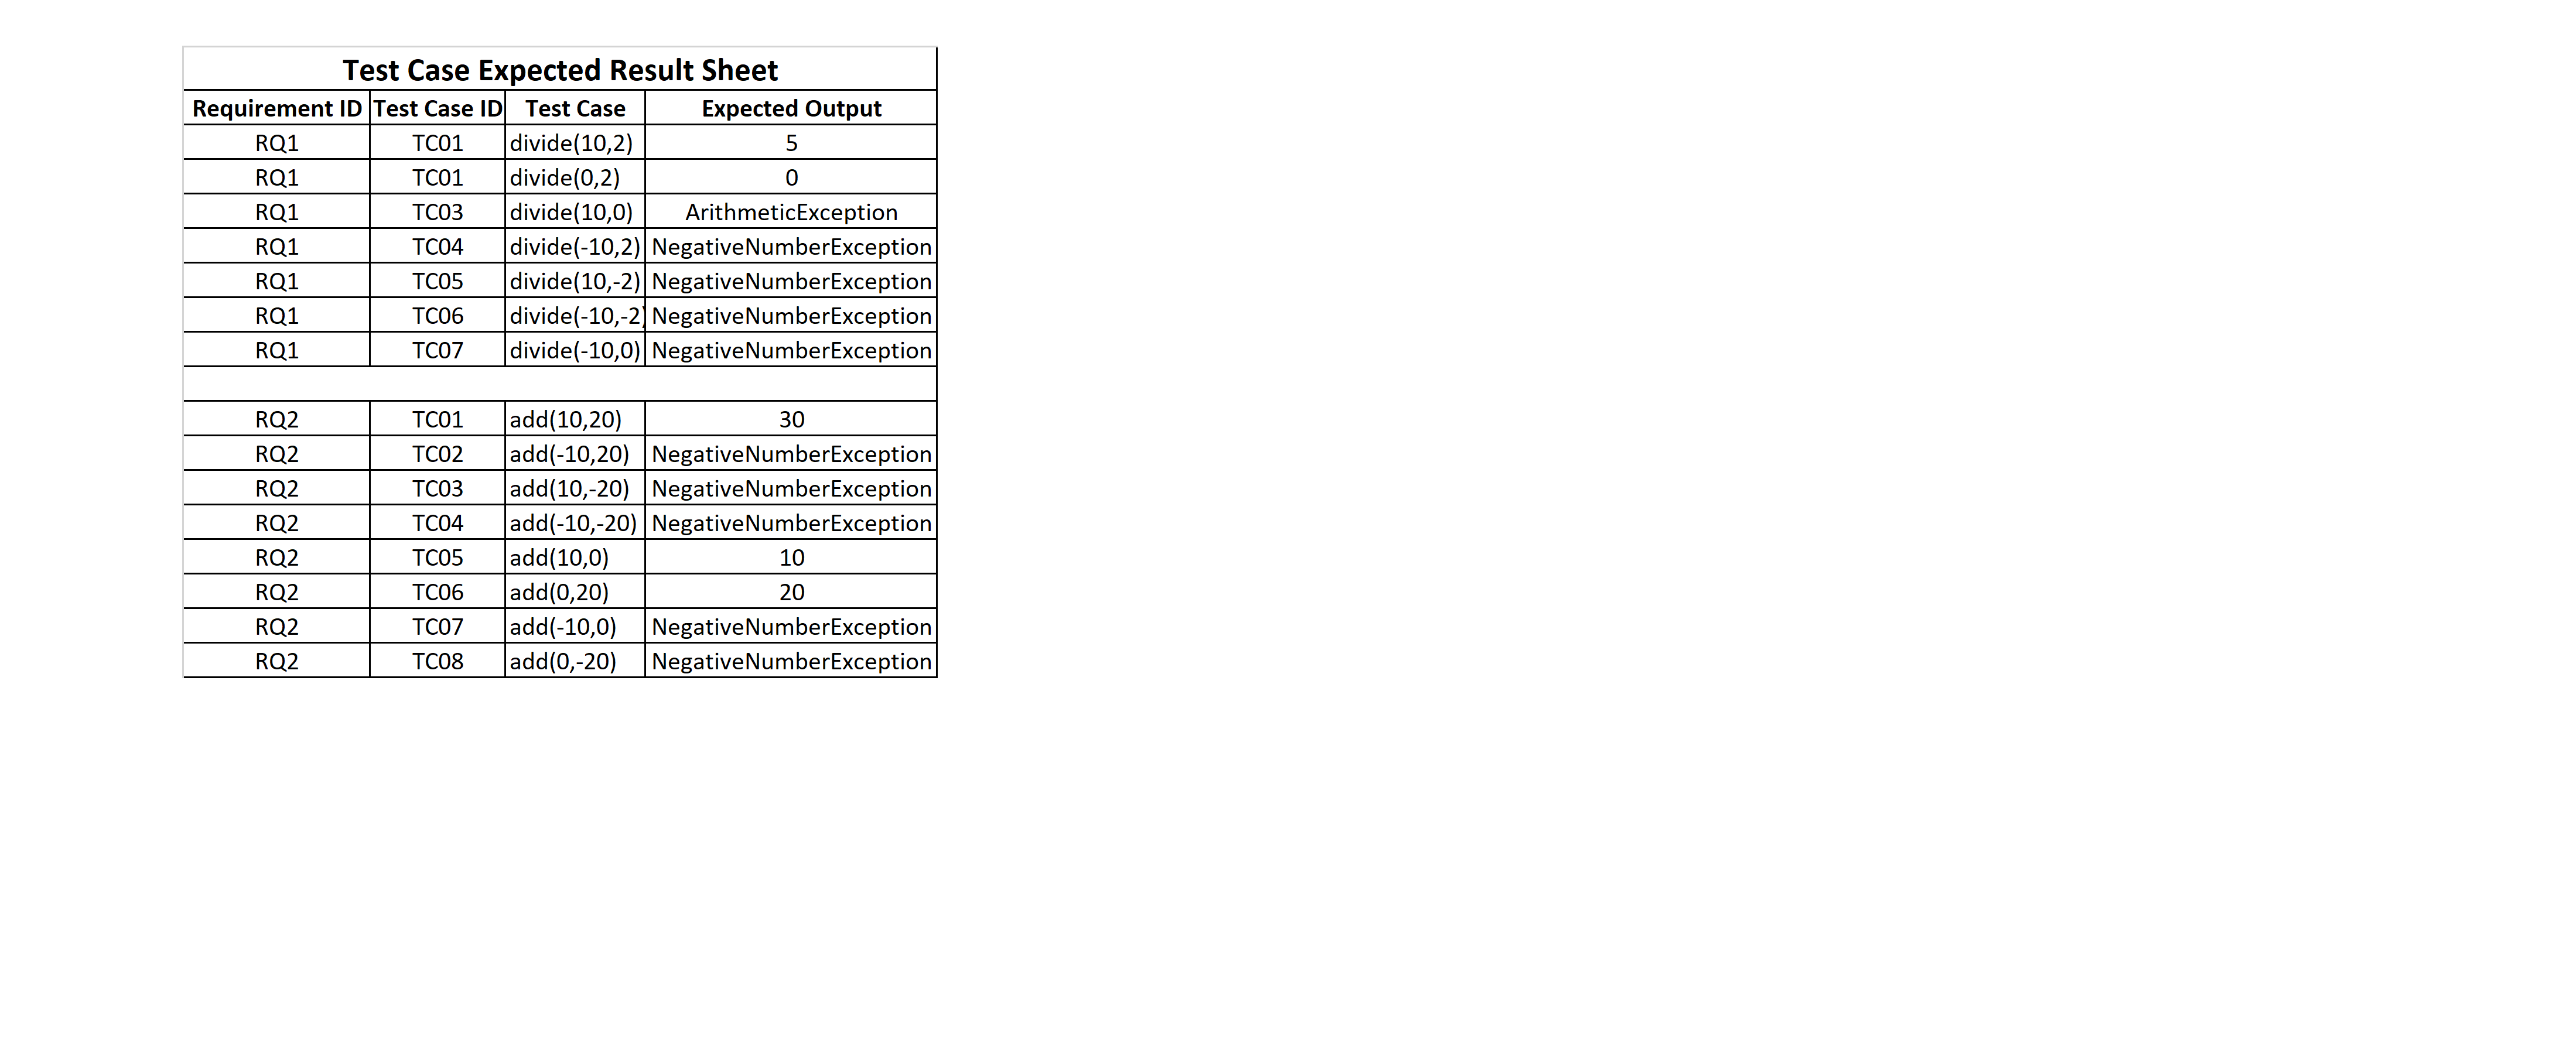 Test Case Expected Result Sheet
Requirement ID Test Case ID Test Case Expected Output
RQ1 TC01 divide(10,2) 5
RQ1 TC01 divide(0,2) 0
RQ1 TC03 divide(10,0) ArithmeticException
RQ1 TC04 divide(-10,2) NegativeNumberException
RQ1 TC05 divide(10,-2) NegativeNumberException
RQ1 TC06 divide(-10,-2) NegativeNumberException
RQ1 TC07 divide(-10,0) NegativeNumberException
RQ2 TC01 add(10,20) 30
RQ2 TC02 add(-10,20) NegativeNumberException
RQ2 TC03 add(10,-20) NegativeNumberException
RQ2 TC04 add(-10,-20) NegativeNumberException
RQ2 TC05 add(10,0) 10
RQ2 TC06 add(0,20) 20
RQ2 TC07 add(-10,0) NegativeNumberException
RQ2 TC08 add(0,-20) NegativeNumberException